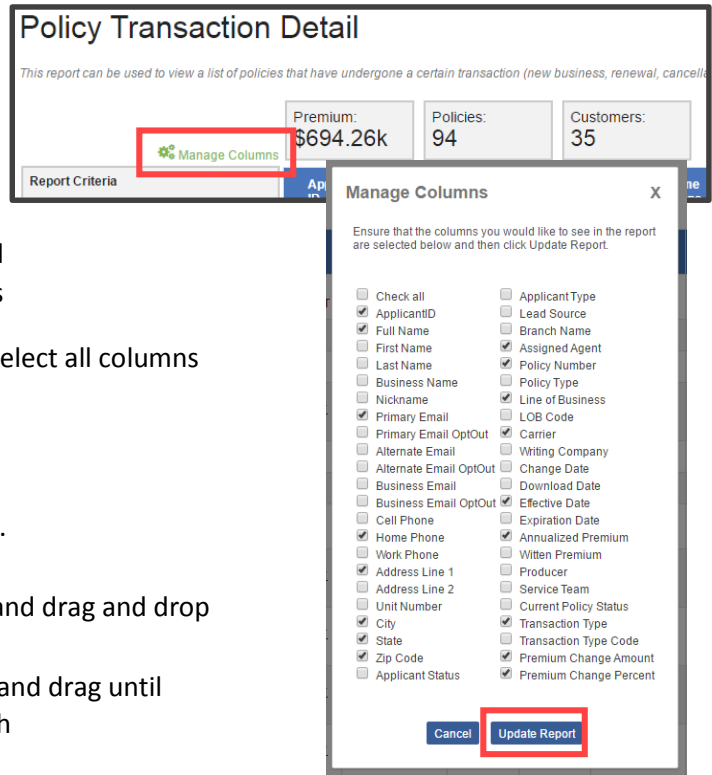 Policy Transaction Detail
This report can be used to view a list of policies that have undergone a certain transaction (new business, renewal,
Premium:
$694.26k
Policies:
94
Customers:
35
Manage Columns
Report Criteria
Manage Columns X
Ensure that the columns you would like to see in the report
are selected below and then click Update Report.
Check all
ApplicantID
Full Name
First Name
Last Name
Business Name
Nickname
Primary Email
Primary Email OptOut
Alternate Email
Alternate Email OptOut
Business Email
Business Email OptOut
Cell Phone
Home Phone
Work Phone
Address Line 1
Address Line 2
Unit Number
City
State
Zip Code
Applicant Status
Applicant Type
Lead Source
Branch Name
Assigned Agent
Policy Number
Policy Type
Line of Business
LOB Code
Carrier
Writing Company
Change Date
Download Date
Effective Date
Expiration Date
Annualized Premium
Witten Premium
Producer
Service Team
Current Policy Status
Transaction Type
Transaction Type Code
Premium Change Amount
Premium Change Percent
Cancel
Update Report
elect all columns
.
and drag and drop
and drag until